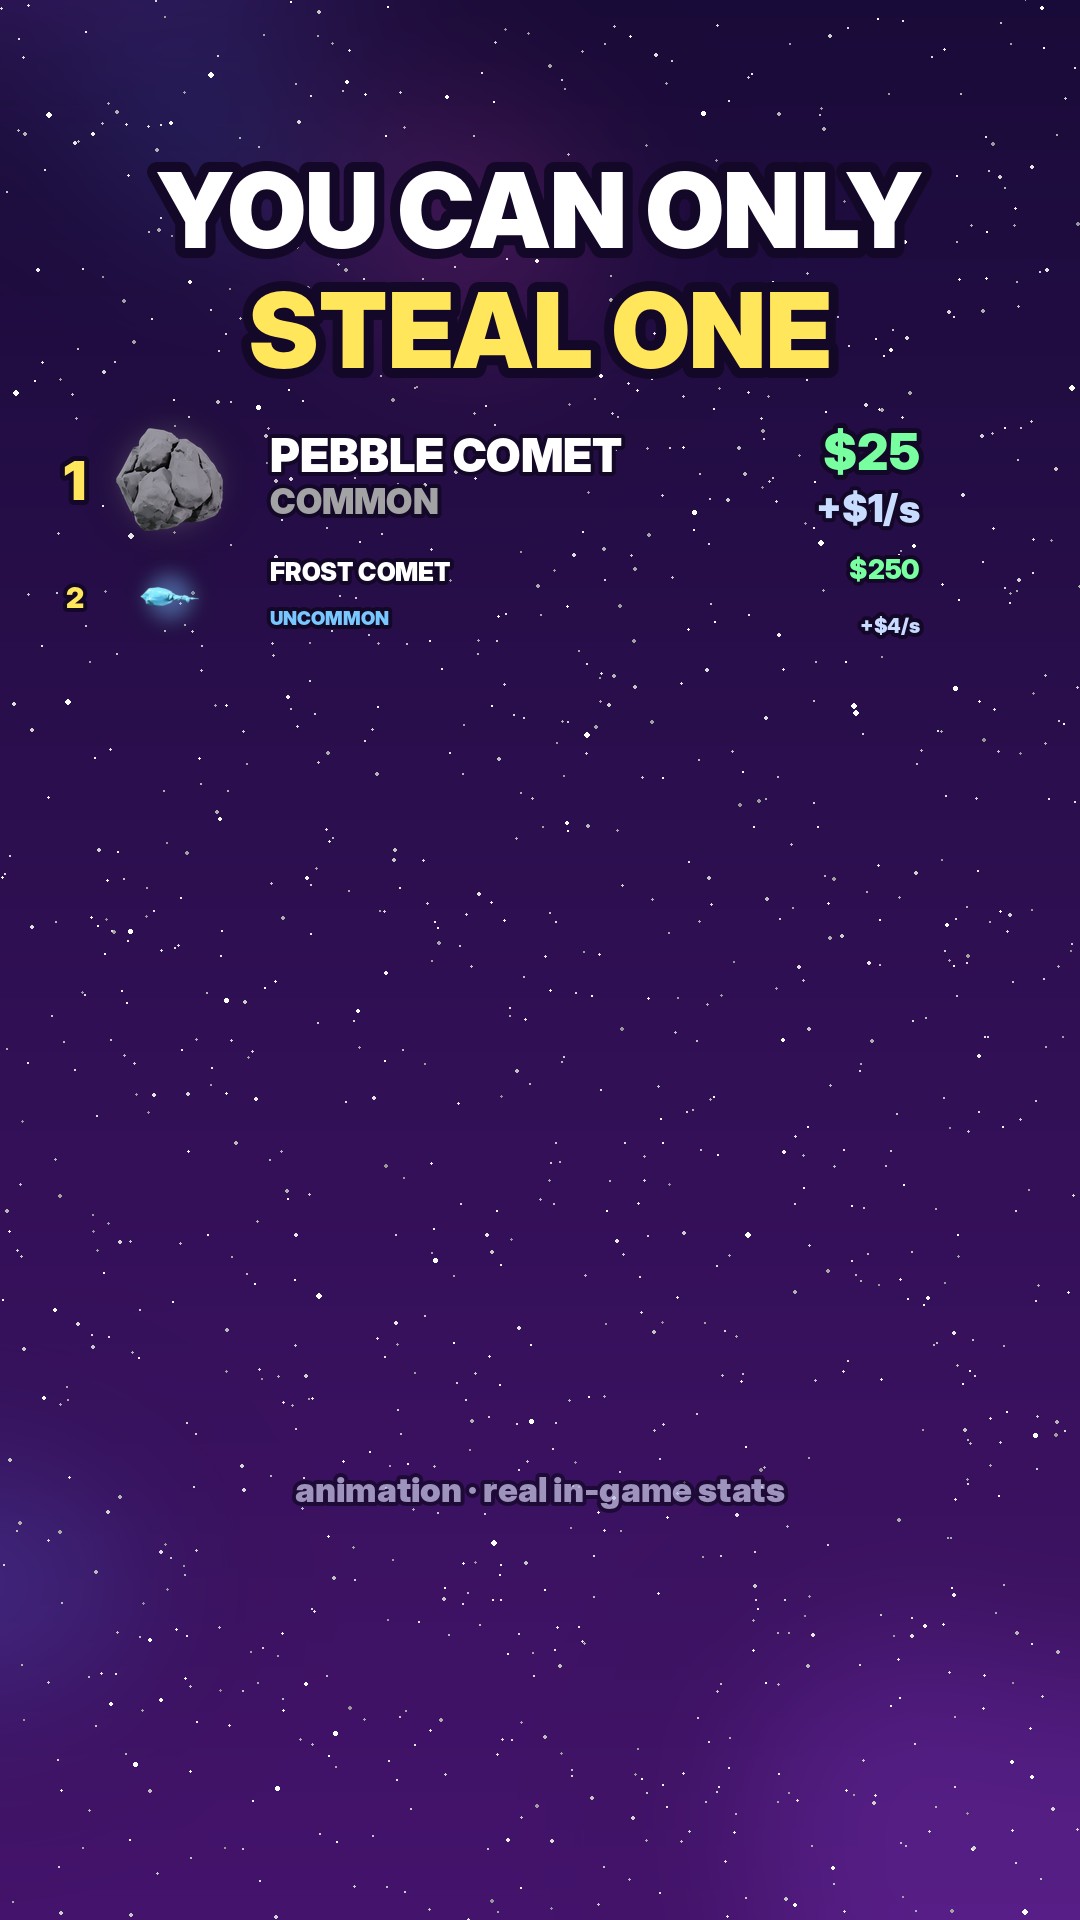 YOU CAN ONLY
STEAL ONE
1 PEBBLE COMET $25
COMMON +$1/s
2 FROST COMET $250
UNCOMMON +$4/s
animation · real in-game stats